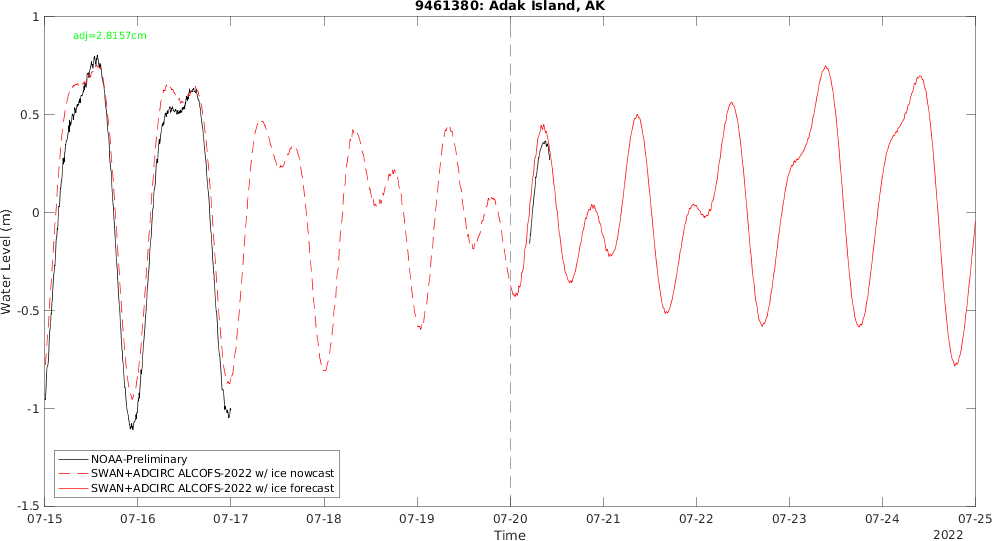 9461380: Adak Island, AK
adj=2.8157cm
Water Level (m)
1
0.5
0
-0.5
-1
-1.5
NOAA-Preliminary
SWAN+ADCIRC ALCOFS-2022 w/ ice nowcast
SWAN+ADCIRC ALCOFS-2022 w/ ice forecast
07-15 07-16 07-17 07-18 07-19 07-20 07-21 07-22 07-23 07-24 07-25
Time
2022